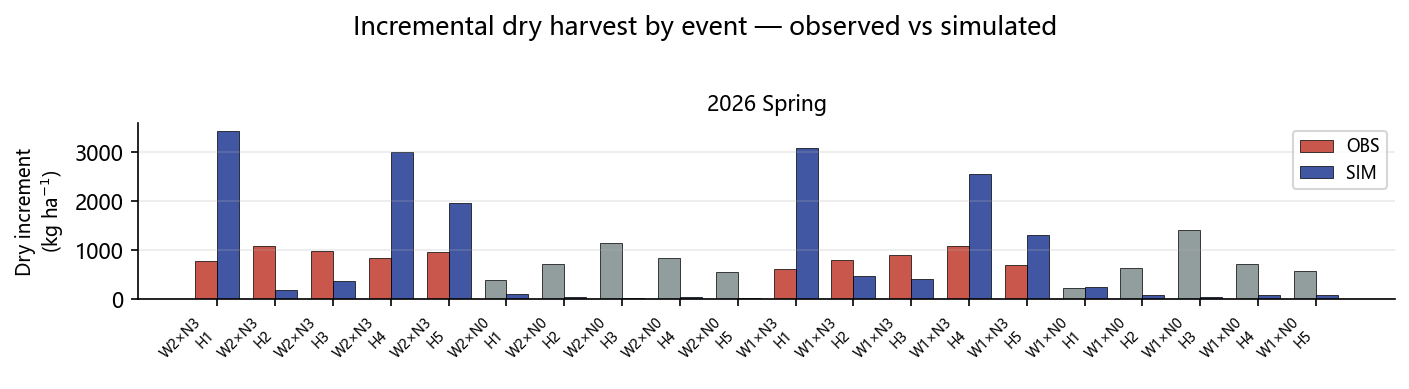 Incremental dry harvest by event — observed vs simulated
2026 Spring
Dry increment
(kg ha⁻¹)
3000
2000
1000
0
OBS
SIM
W2×N3
H1
W2×N3
H2
W2×N3
H3
W2×N3
H4
W2×N3
H5
W2×N0
H1
W2×N0
H2
W2×N0
H3
W2×N0
H4
W2×N0
H5
W1×N3
H1
W1×N3
H2
W1×N3
H3
W1×N3
H4
W1×N3
H5
W1×N0
H1
W1×N0
H2
W1×N0
H3
W1×N0
H4
W1×N0
H5